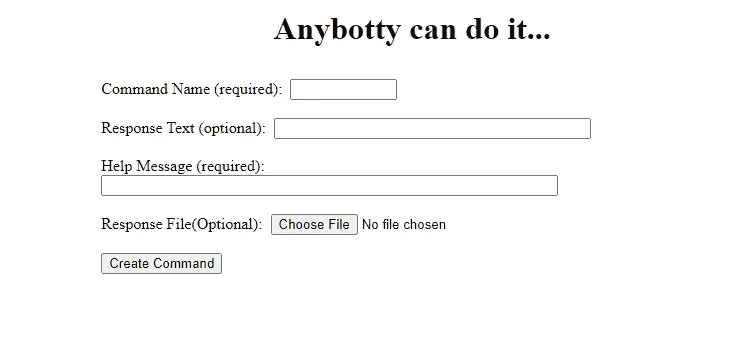 Anybotty can do it...
Command Name (required):
Response Text (optional):
Help Message (required):
Response File(Optional): Choose File No file chosen
Create Command